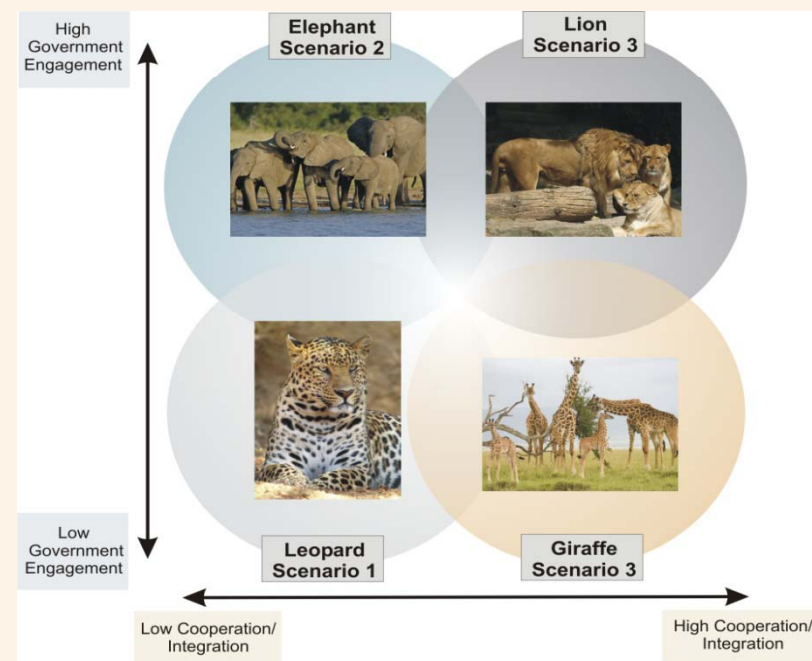 High
Government
Engagement
Elephant
Scenario 2
Lion
Scenario 3
Low
Government
Engagement
Leopard
Scenario 1
Giraffe
Scenario 3
Low Cooperation/
Integration
High Cooperation/
Integration